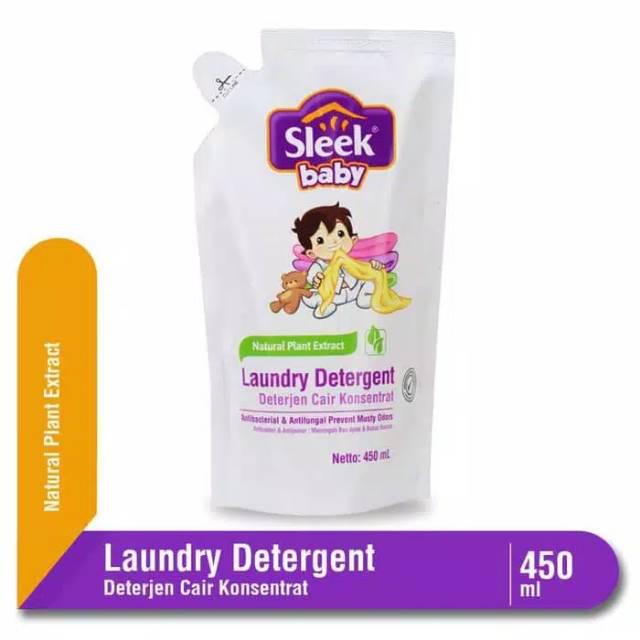 Sleek®
baby
Natural Plant Extract
Laundry Detergent
Deterjen Cair Konsentrat
Antibacterial & Antifungal Prevent Musty Odors
Netto: 450 mL
Natural Plant Extract
Laundry Detergent
Deterjen Cair Konsentrat
450
ml